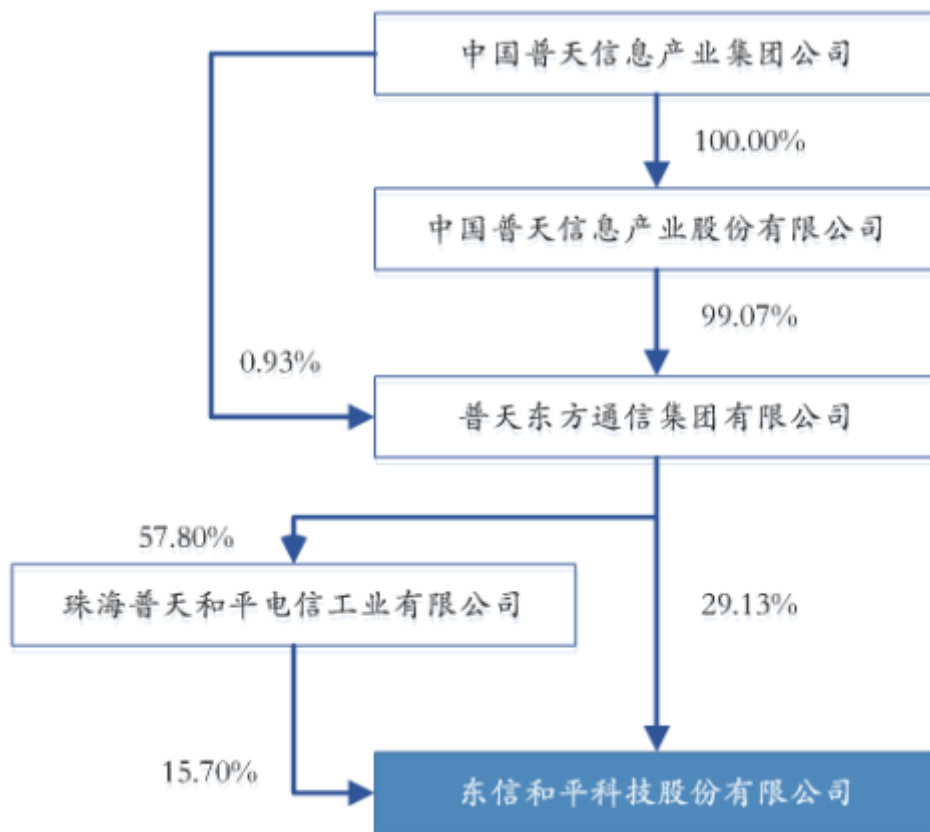 中国普天信息产业集团公司
100.00%
中国普天信息产业股份有限公司
99.07%
0.93%
普天东方通信集团有限公司
57.80%
珠海普天和平电信工业有限公司
29.13%
15.70%
东信和平科技股份有限公司